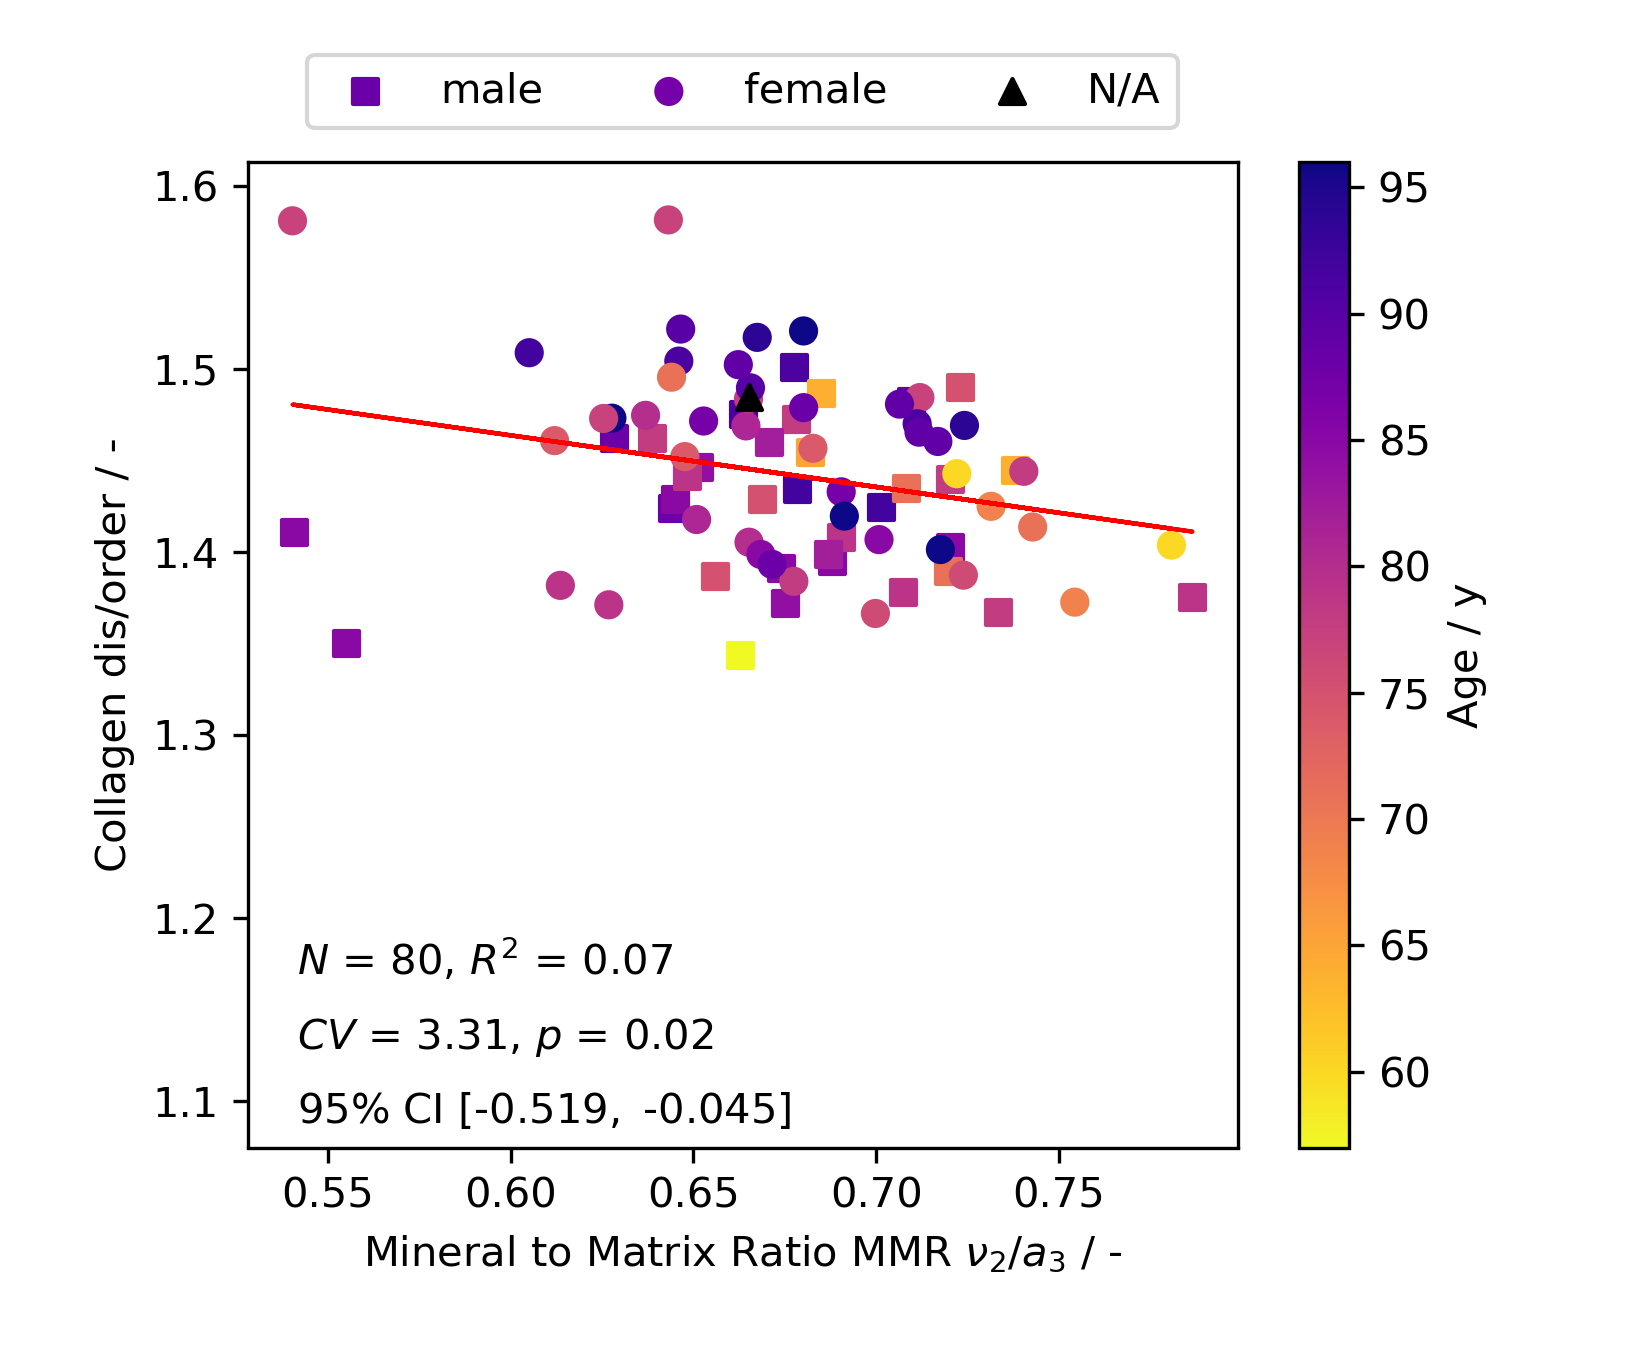 male female N/A
1.6
1.5
1.4
1.3
1.2
1.1
Collagen dis/order / -
N = 80, R² = 0.07
CV = 3.31, p = 0.02
95% CI [-0.519, -0.045]
0.55 0.60 0.65 0.70 0.75
Mineral to Matrix Ratio MMR ν₂/a₃ / -
95
90
85
80
75
70
65
60
Age / y